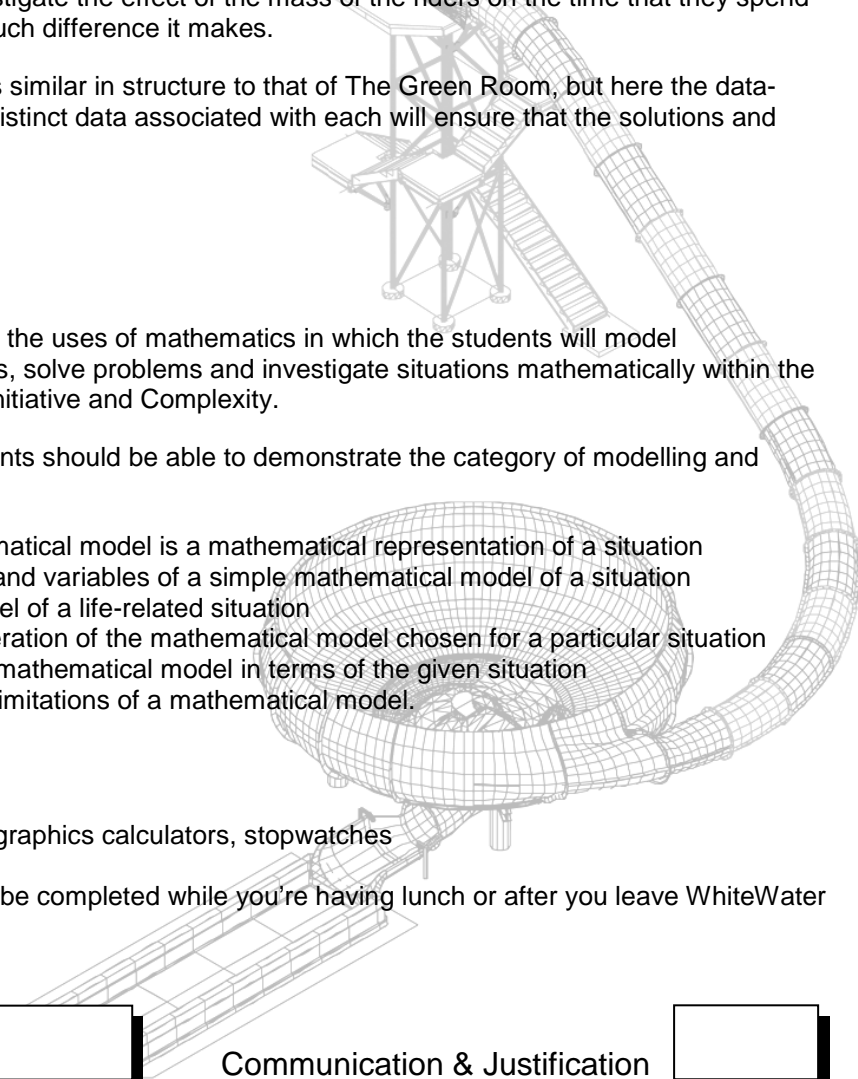 stigate the effect of the mass of the riders on the time that they spend
uch difference it makes.
s similar in structure to that of The Green Room, but here the data-
istinct data associated with each will ensure that the solutions and
the uses of mathematics in which the students will model
s, solve problems and investigate situations mathematically within the
nitiative and Complexity.
nts should be able to demonstrate the category of modelling and
matical model is a mathematical representation of a situation
and variables of a simple mathematical model of a situation
el of a life-related situation
eration of the mathematical model chosen for a particular situation
mathematical model in terms of the given situation
imitations of a mathematical model.
graphics calculators, stopwatches
be completed while you’re having lunch or after you leave WhiteWater
Communication & Justification